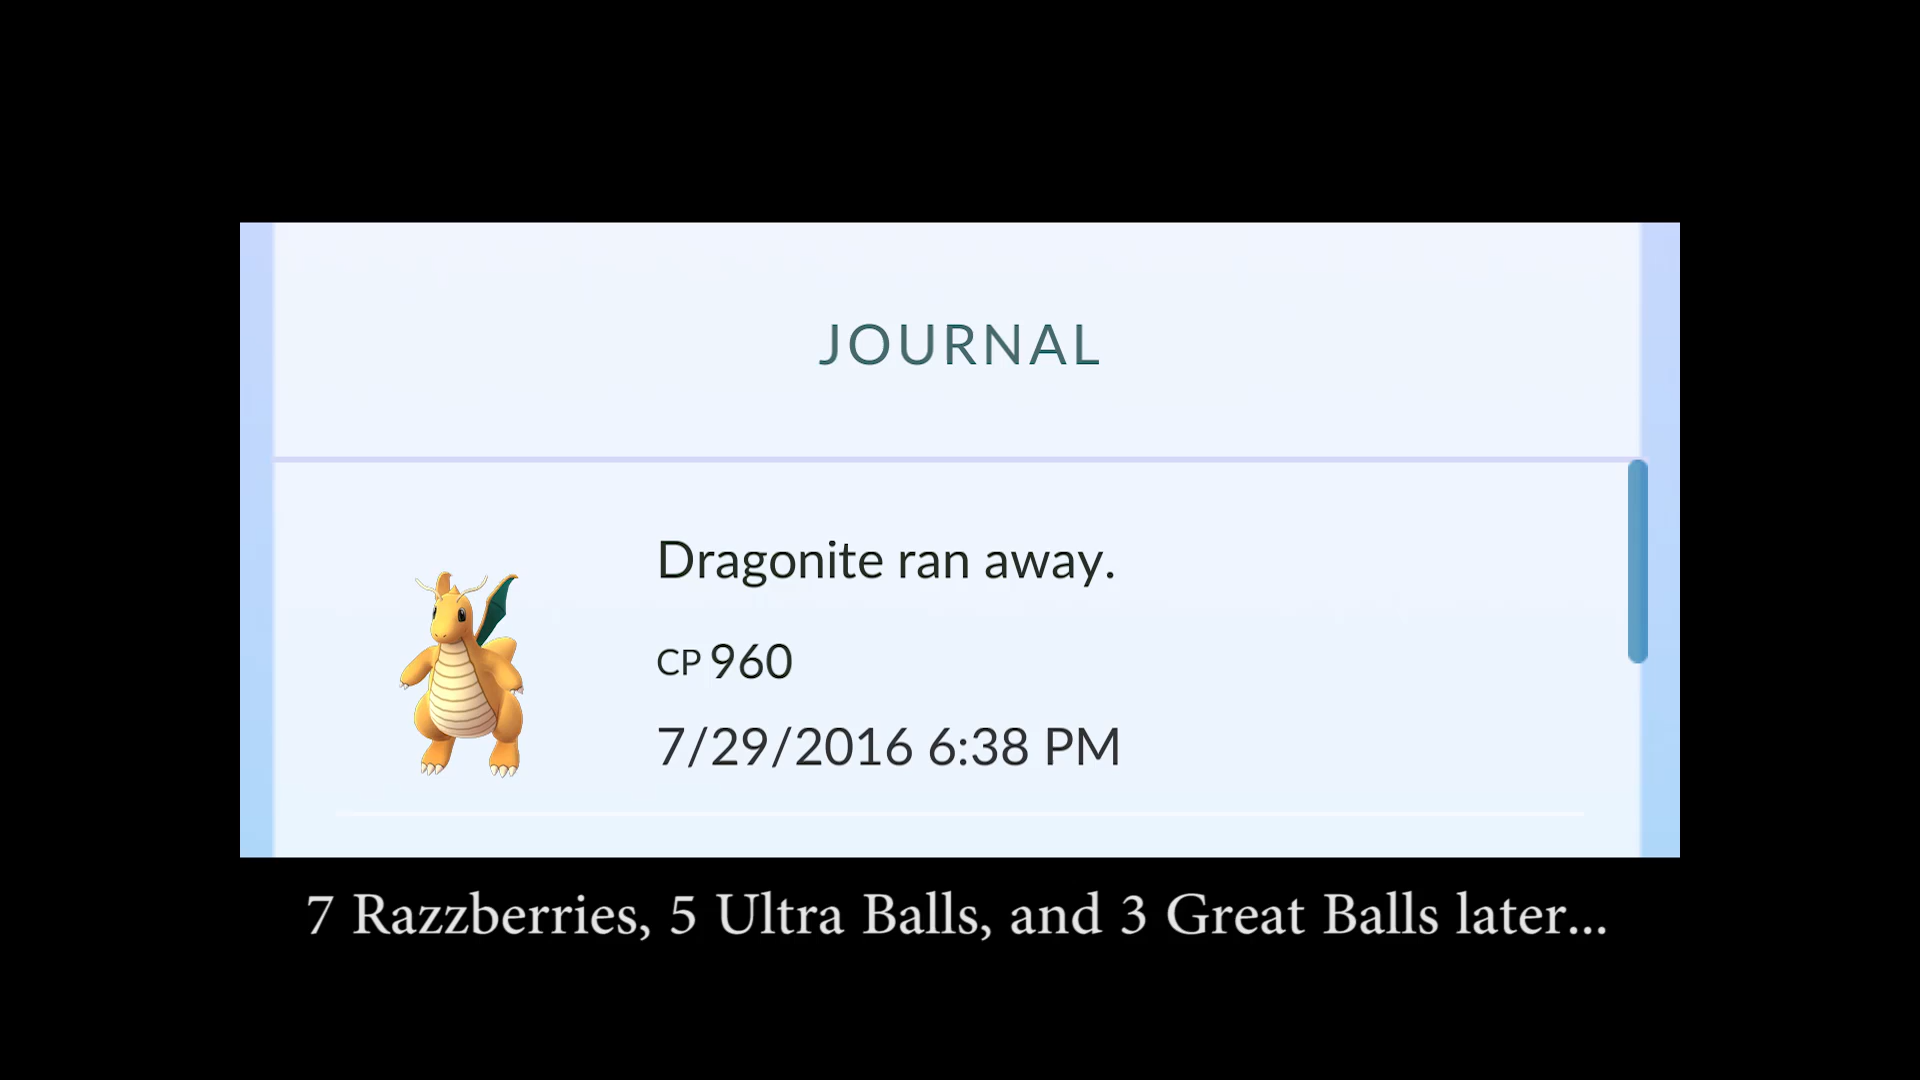 JOURNAL
Dragonite ran away.
CP 960
7/29/2016 6:38 PM
7 Razzberries, 5 Ultra Balls, and 3 Great Balls later...